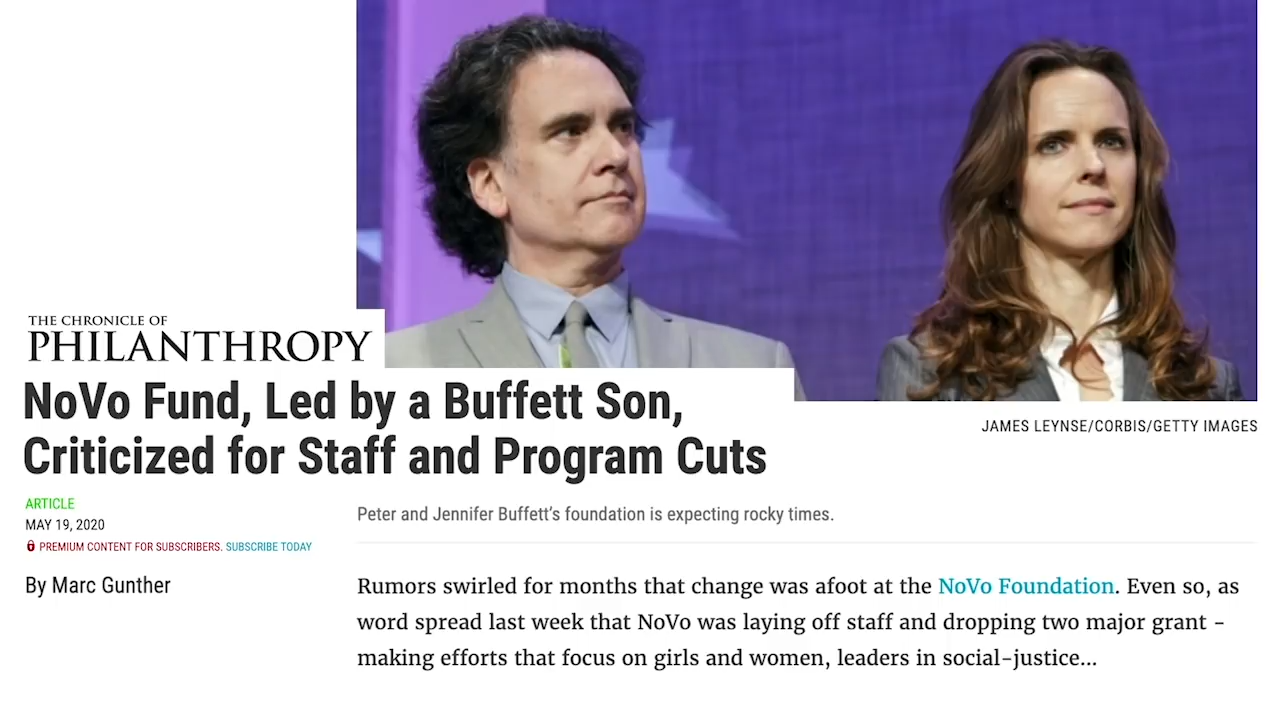 THE CHRONICLE OF
PHILANTHROPY
NoVo Fund, Led by a Buffett Son,
Criticized for Staff and Program Cuts
JAMES LEYNSE/CORBIS/GETTY IMAGES
ARTICLE
MAY 19, 2020
PREMIUM CONTENT FOR SUBSCRIBERS. SUBSCRIBE TODAY
By Marc Gunther
Peter and Jennifer Buffett’s foundation is expecting rocky times.
Rumors swirled for months that change was afoot at the NoVo Foundation. Even so, as
word spread last week that NoVo was laying off staff and dropping two major grant -
making efforts that focus on girls and women, leaders in social-justice...